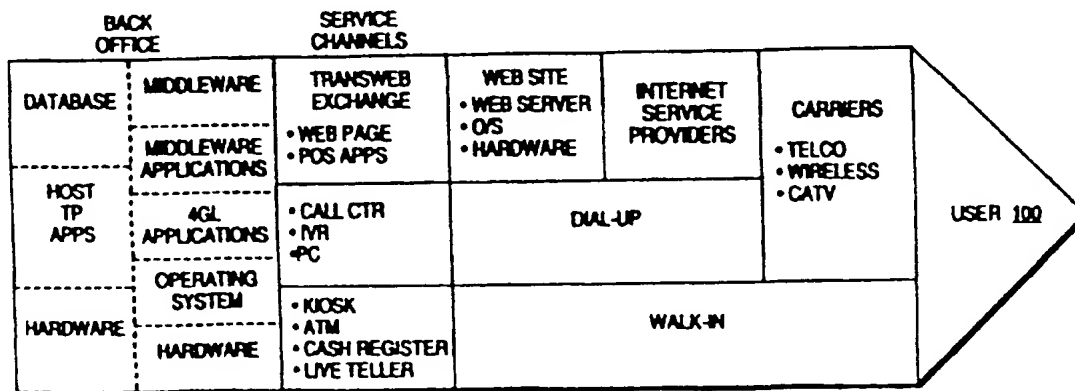 BACK
OFFICE
SERVICE
CHANNELS
DATABASE
HOST
TP
APPS
HARDWARE
MIDDLEWARE
MIDDLEWARE
APPLICATIONS
4GL
APPLICATIONS
OPERATING
SYSTEM
HARDWARE
TRANSWEB
EXCHANGE
• WEB PAGE
• POS APPS
• CALL CTR
• IVR
• PC
• KIOSK
• ATM
• CASH REGISTER
• LIVE TELLER
WEB SITE
• WEB SERVER
• O/S
• HARDWARE
INTERNET
SERVICE
PROVIDERS
DIAL-UP
WALK-IN
CARRIERS
• TELCO
• WIRELESS
• CATV
USER 100